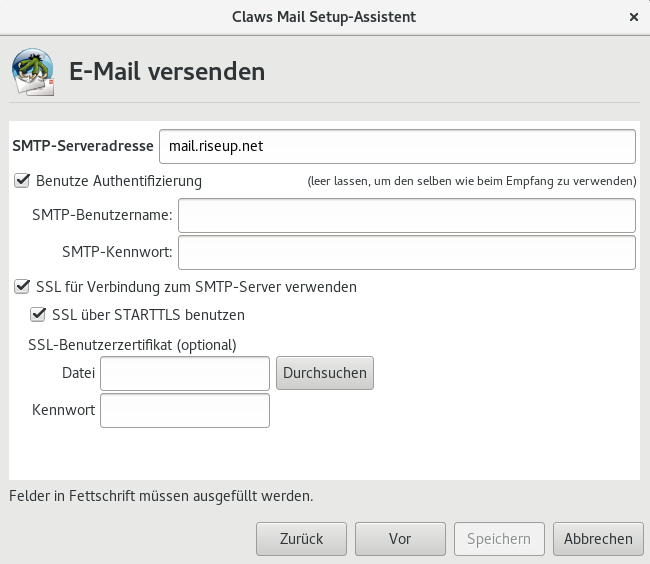 Claws Mail Setup-Assistent
E-Mail versenden
SMTP-Serveradresse mail.riseup.net
Benutze Authentifizierung (leer lassen, um den selben wie beim Empfang zu verwenden)
SMTP-Benutzername:
SMTP-Kennwort:
SSL für Verbindung zum SMTP-Server verwenden
SSL über STARTTLS benutzen
SSL-Benutzerzertifikat (optional)
Datei Durchsuchen
Kennwort
Felder in Fettschrift müssen ausgefüllt werden.
Zurück Vor Speichern Abbrechen